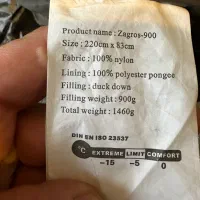 Product name : Zagros-900
Size : 220cm x 83cm
Fabric : 100% nylon
Lining : 100% polyester pongee
Filling : duck down
Filling weight : 900g
Total weight : 1460g
DIN EN ISO 23537
°C EXTREME LIMIT COMFORT
-15 -5 0